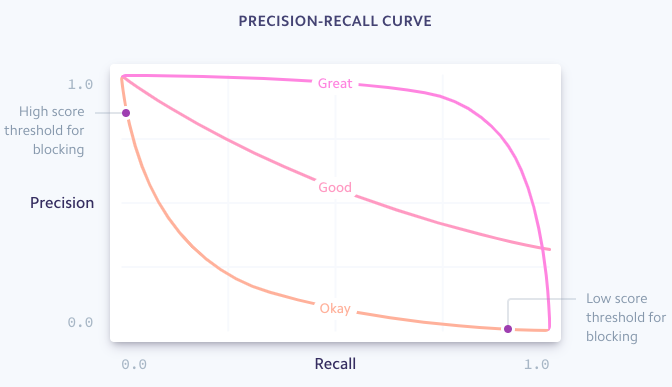 PRECISION-RECALL CURVE
1.0
Great
High score
threshold for
blocking
Good
Precision
Low score
threshold for
blocking
Okay
0.0
0.0
Recall
1.0